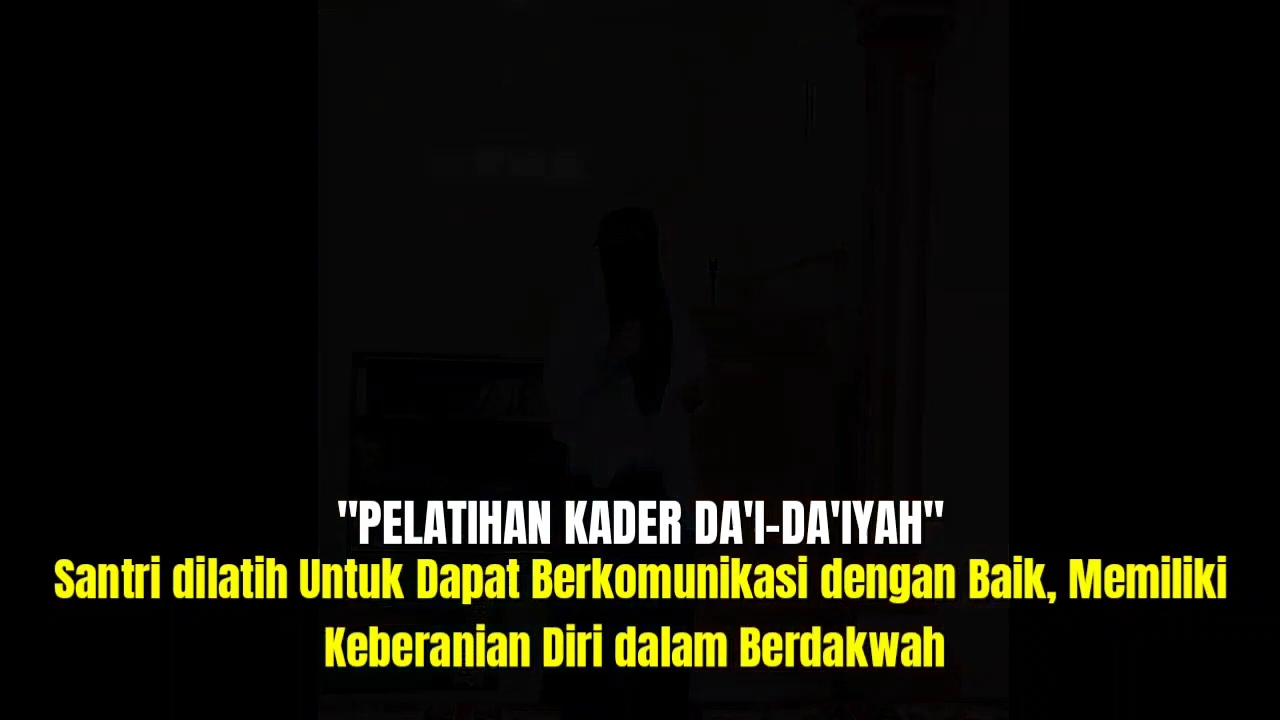 "PELATIHAN KADER DA'I-DA'IYAH"
Santri dilatih Untuk Dapat Berkomunikasi dengan Baik, Memiliki
Keberanian Diri dalam Berdakwah